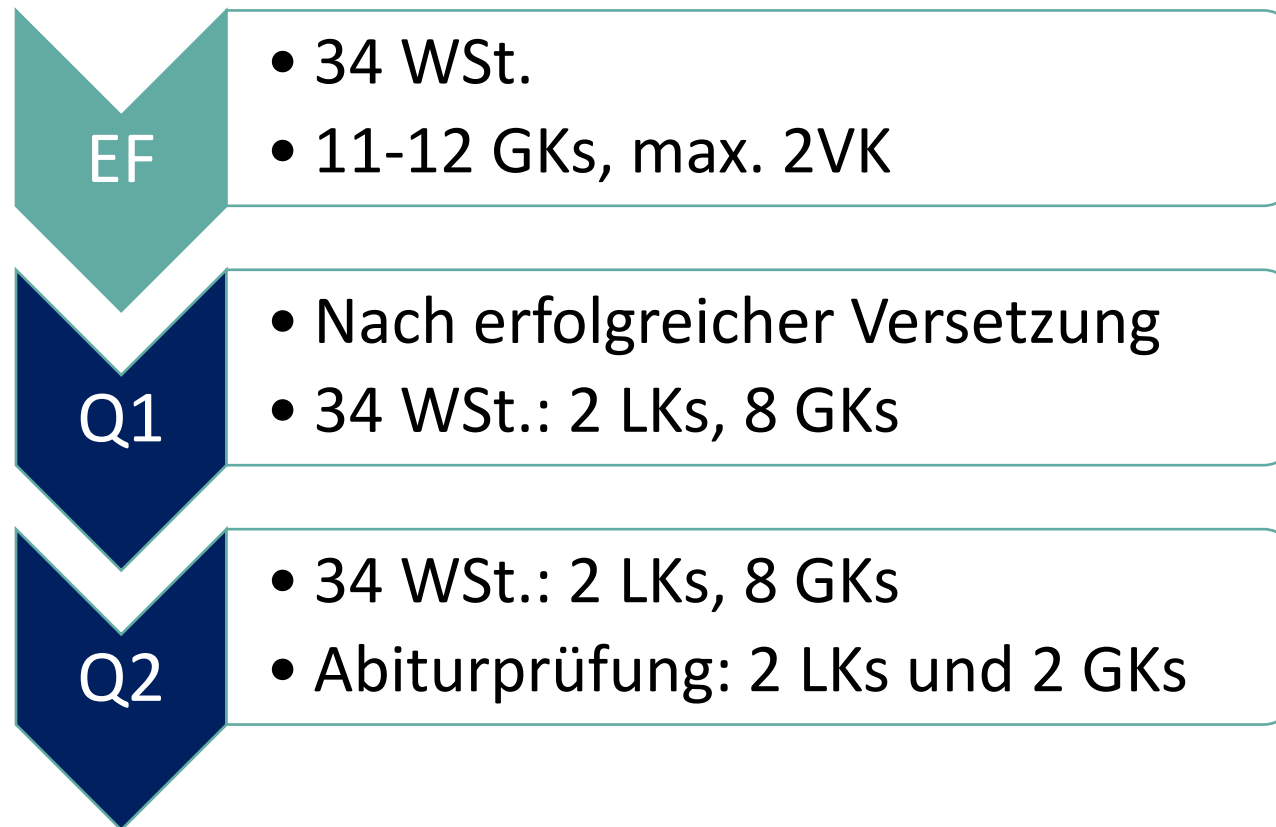 EF
• 34 WSt.
• 11-12 GKs, max. 2VK
Q1
• Nach erfolgreicher Versetzung
• 34 WSt.: 2 LKs, 8 GKs
Q2
• 34 WSt.: 2 LKs, 8 GKs
• Abiturprüfung: 2 LKs und 2 GKs